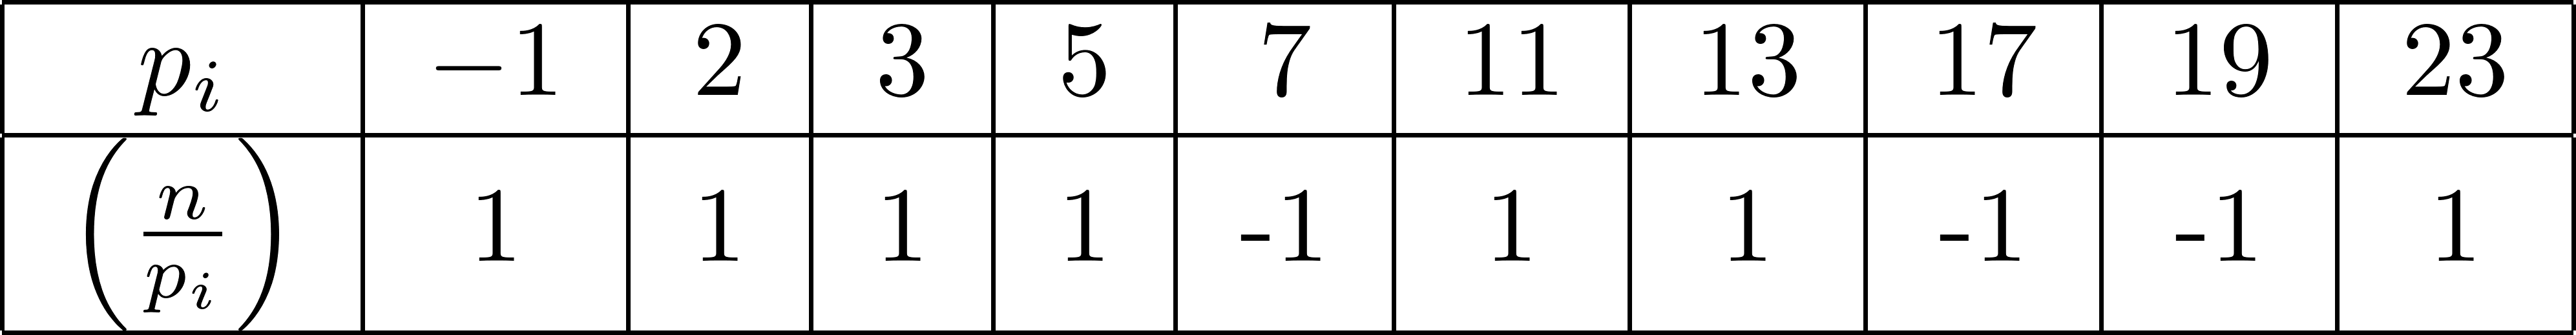 p_i −1 2 3 5 7 11 13 17 19 23
(n/p_i) 1 1 1 1 -1 1 1 -1 -1 1